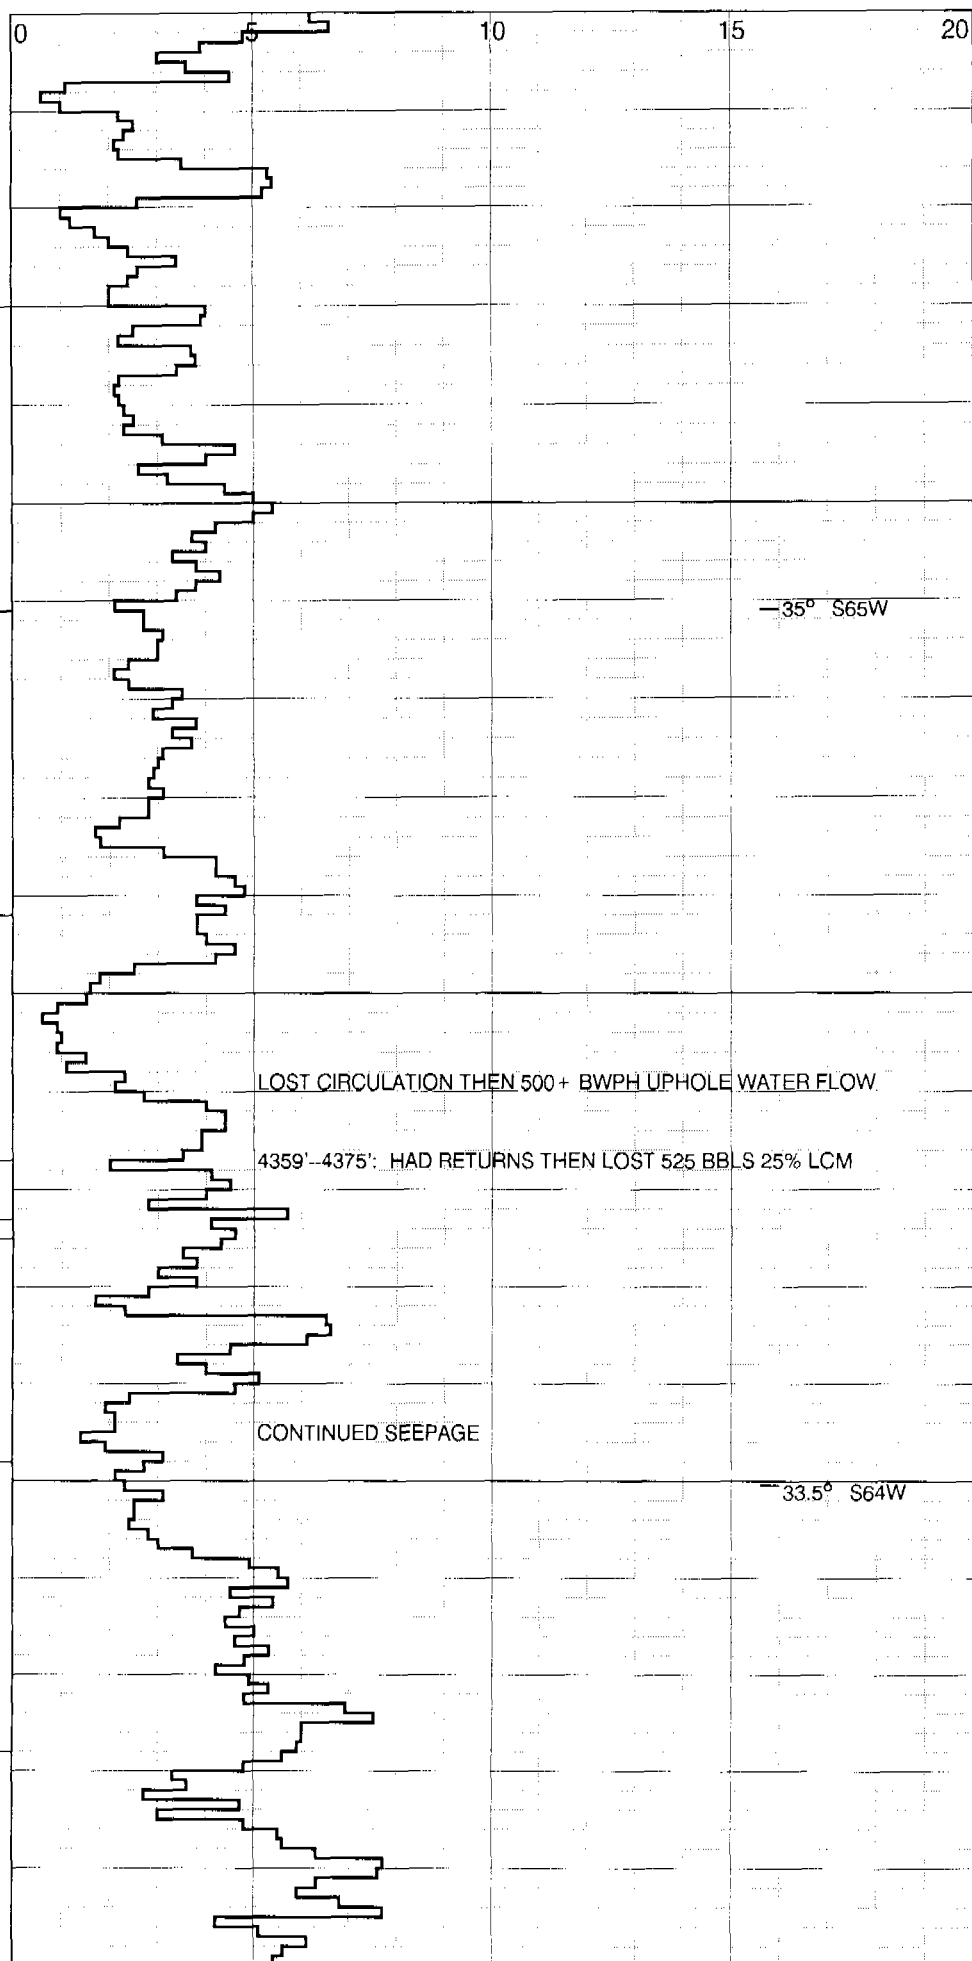 0 5 10 15 20
35° S65W
LOST CIRCULATION THEN 500+ BWPH UPHOLE WATER FLOW
4359'--4375': HAD RETURNS THEN LOST 525 BBLS 25% LCM
CONTINUED SEEPAGE
33.5° S64W